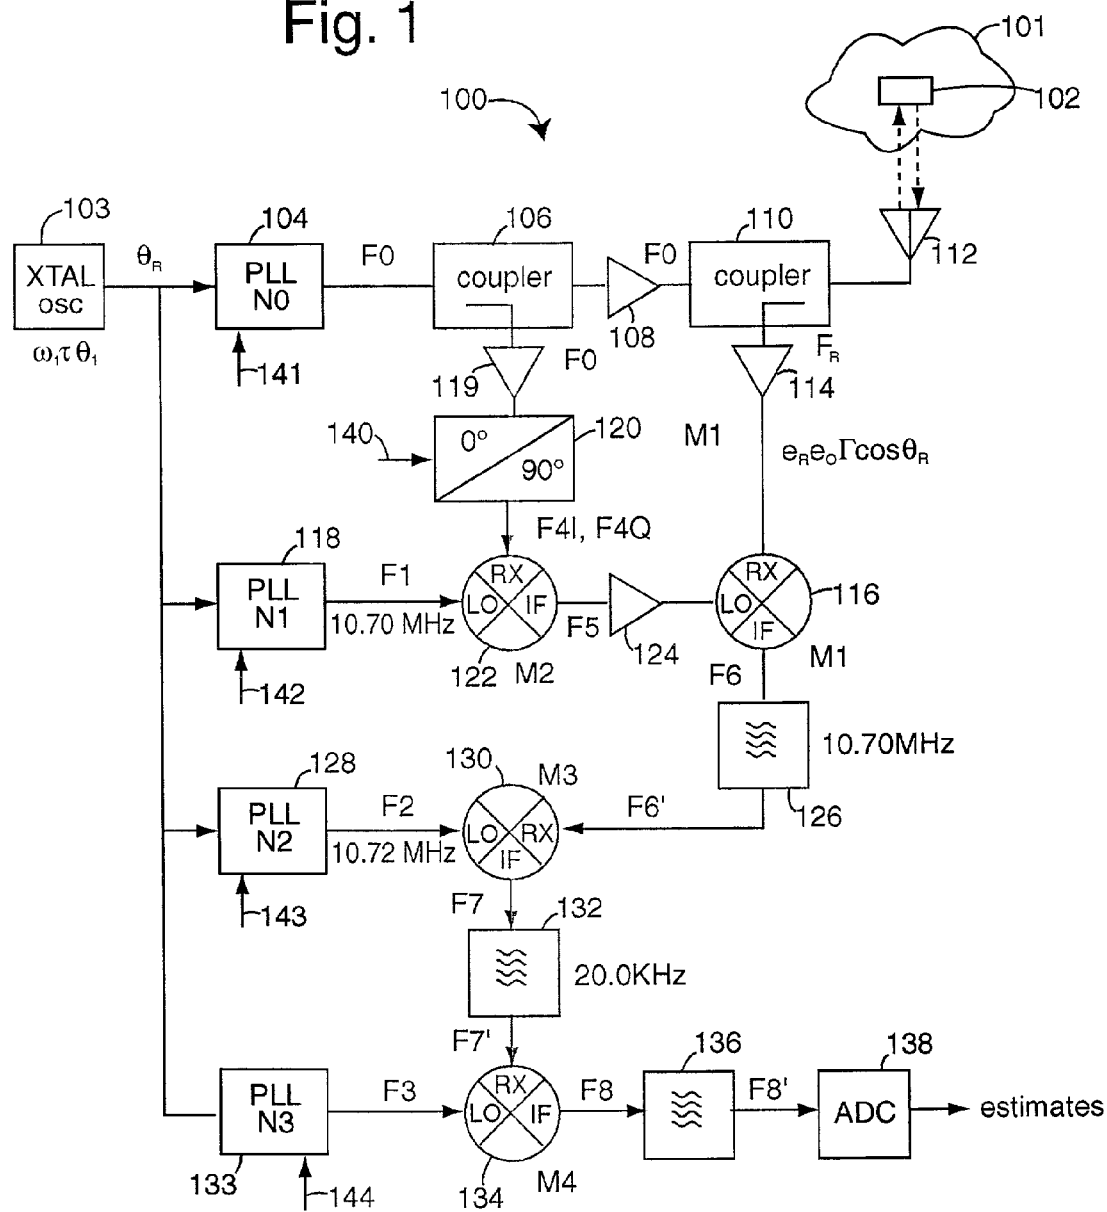 Fig. 1
101
100
102
103
104
106
110
θR
F0
F0
112
XTAL
osc
PLL
N0
coupler
coupler
108
ω₁τ θ₁
141
119
F0
FR
114
140
0°
90°
120
M1
eReOΓcosθR
118
F4I, F4Q
PLL
N1
F1
10.70 MHz
RX
LO
IF
F5
RX
LO
IF
116
142
122
M2
124
M1
F6
10.70MHz
128
130
M3
PLL
N2
F2
10.72 MHz
LO
RX
IF
F6'
126
143
F7
132
20.0KHz
F7'
136
138
PLL
N3
F3
RX
LO
IF
F8
F8'
ADC
estimates
133
144
134
M4